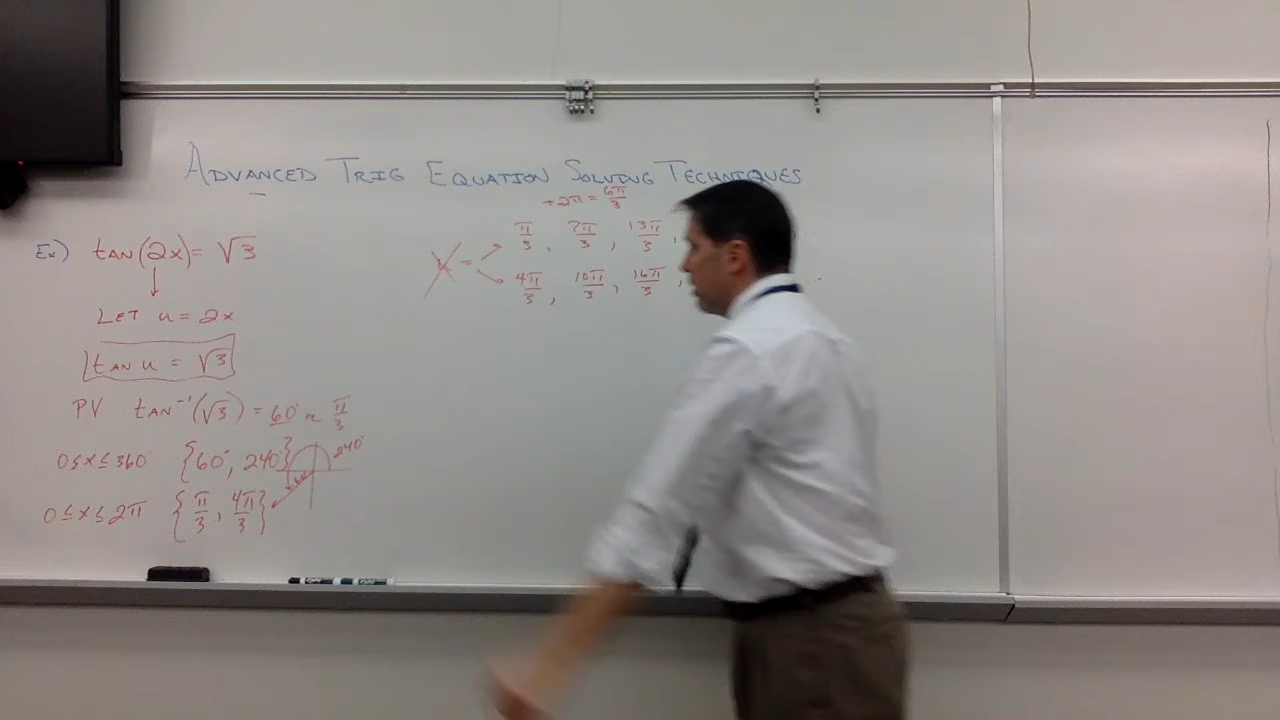 ADVANCED TRIG EQUATION SOLVING TECHNIQUES
Ex) tan(2x) = √3
LET u = 2x
tan u = √3
PV tan⁻¹(√3) = 60° or π/3
0 ≤ x ≤ 360 {60°, 240°} 240°
0 ≤ x ≤ 2π {π/3, 4π/3}
+2π = 6π/3
= π/3, 7π/3, 13π/3,
4π/3, 10π/3, 16π/3,